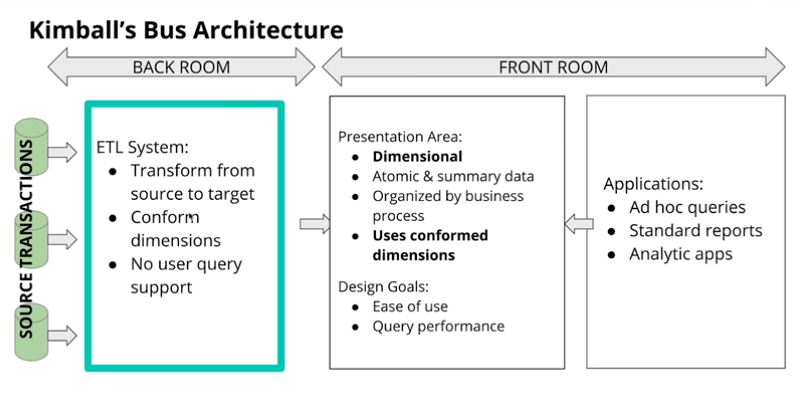 Kimball's Bus Architecture
BACK ROOM
FRONT ROOM
SOURCE TRANSACTIONS
ETL System:
● Transform from
source to target
● Conform
dimensions
● No user query
support
Presentation Area:
● Dimensional
● Atomic & summary data
● Organized by business
process
● Uses conformed
dimensions
Design Goals:
● Ease of use
● Query performance
Applications:
● Ad hoc queries
● Standard reports
● Analytic apps